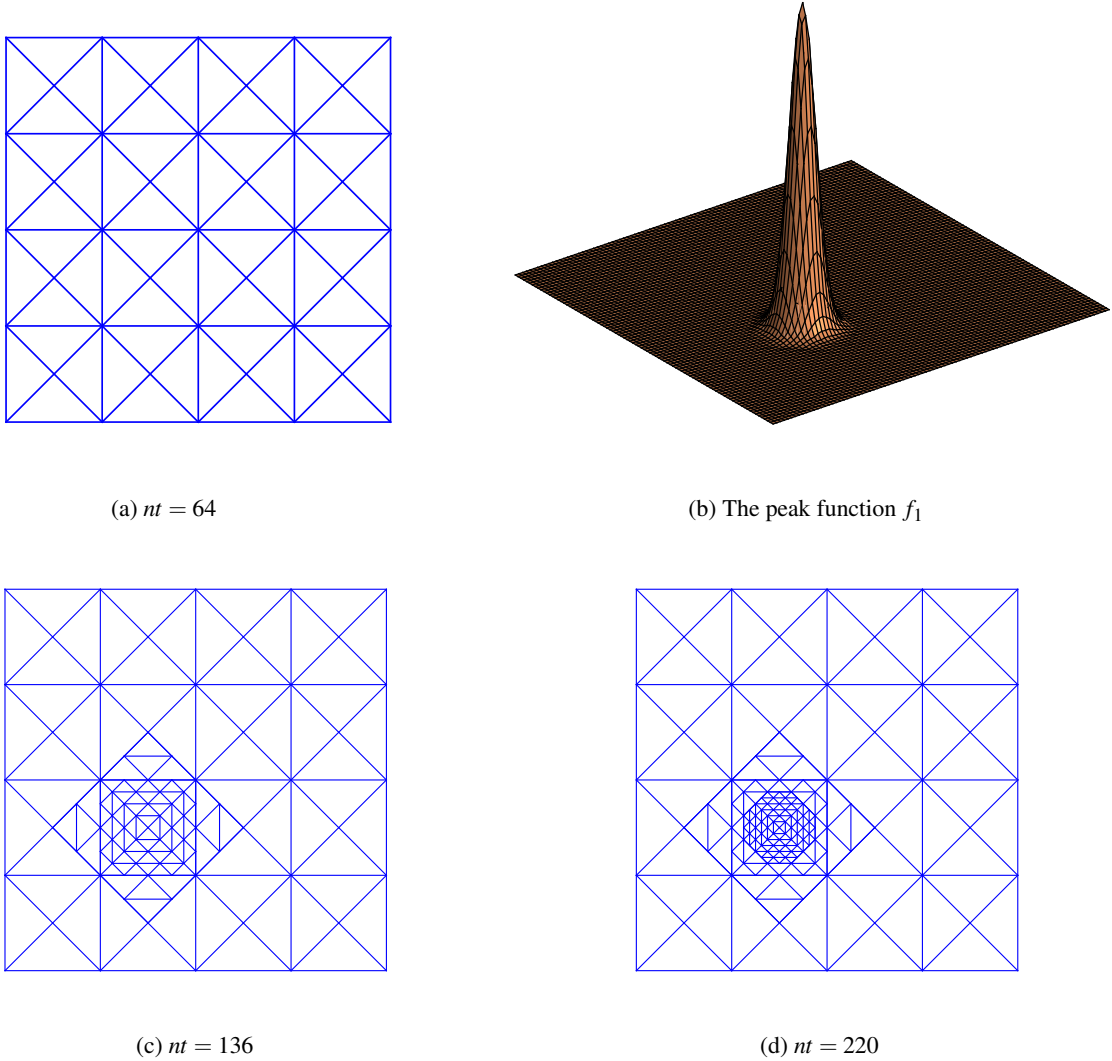 (a) nt = 64
(b) The peak function f₁
(c) nt = 136
(d) nt = 220